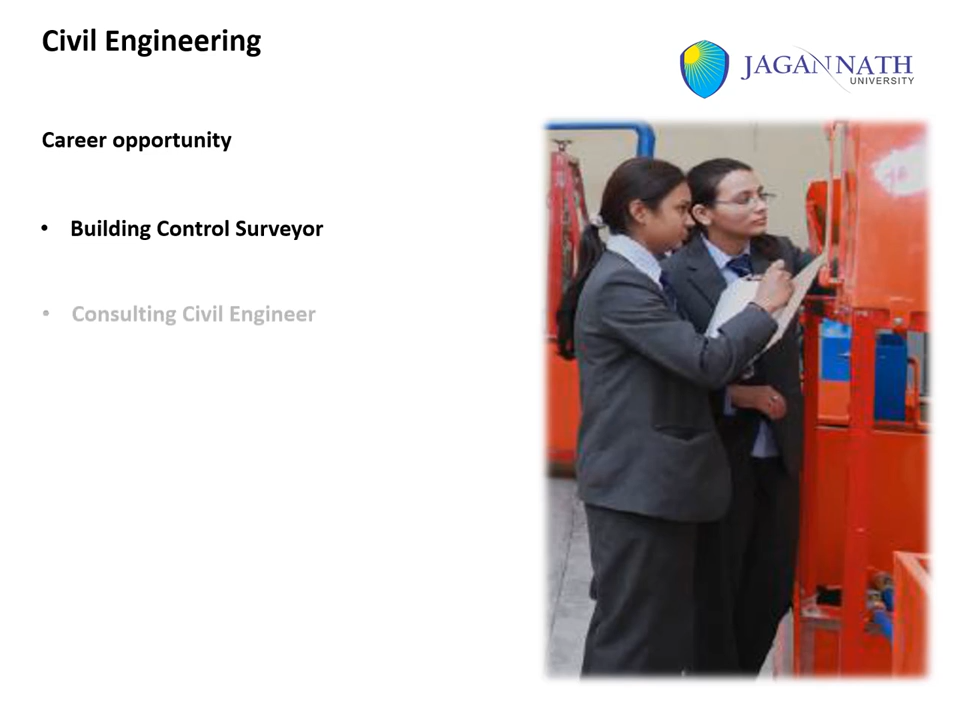 Civil Engineering
JAGANNATH
UNIVERSITY
Career opportunity
• Building Control Surveyor
• Consulting Civil Engineer